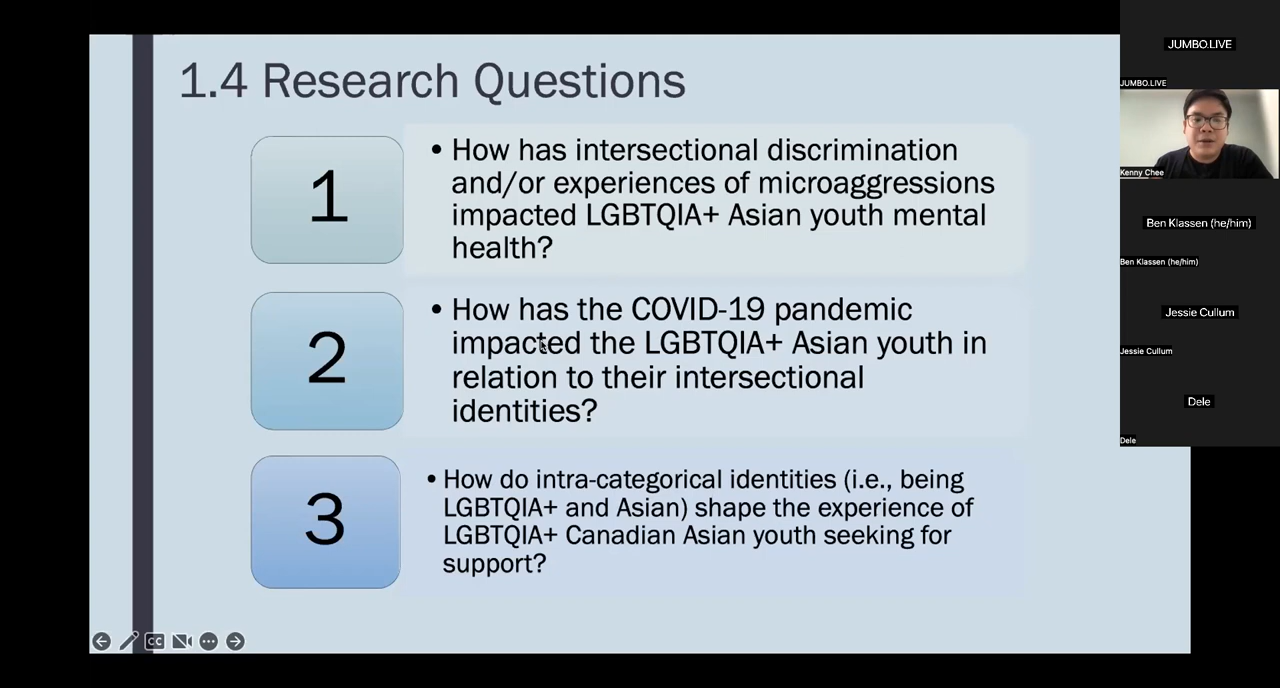 1.4 Research Questions
1
• How has intersectional discrimination
and/or experiences of microaggressions
impacted LGBTQIA+ Asian youth mental
health?
2
• How has the COVID-19 pandemic
impacted the LGBTQIA+ Asian youth in
relation to their intersectional
identities?
3
• How do intra-categorical identities (i.e., being
LGBTQIA+ and Asian) shape the experience of
LGBTQIA+ Canadian Asian youth seeking for
support?
CC
JUMBO.LIVE
JUMBO.LIVE
Kenny Chee
Ben Klassen (he/him)
Ben Klassen (he/him)
Jessie Cullum
Jessie Cullum
Dele
Dele